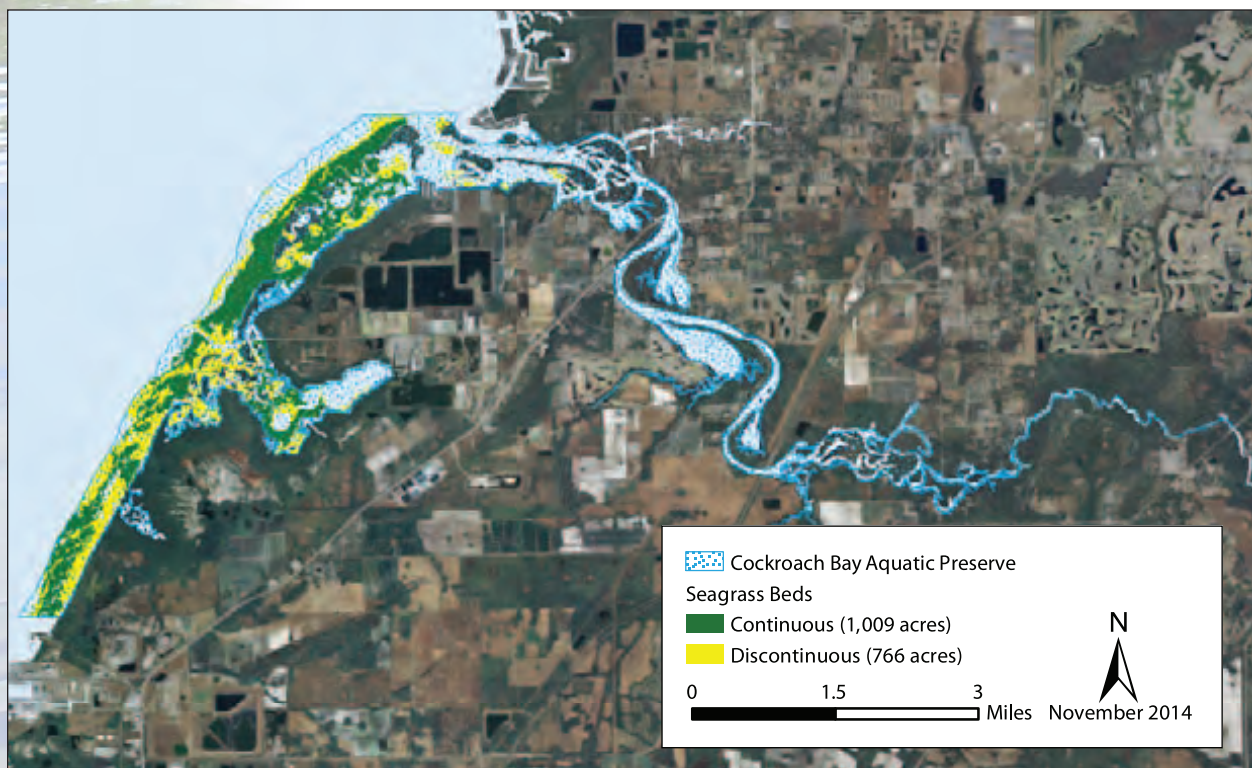 Cockroach Bay Aquatic Preserve
Seagrass Beds
Continuous (1,009 acres)
Discontinuous (766 acres)
N
0 1.5 3
Miles
November 2014